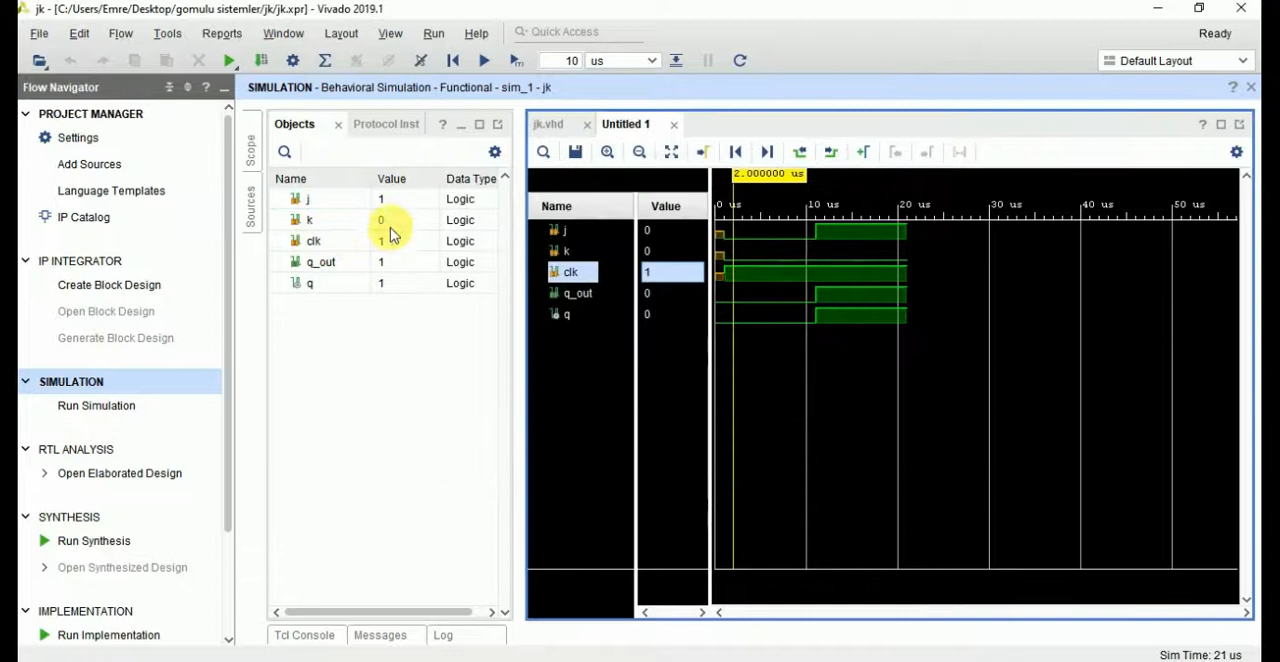 jk - [C:/Users/Emre/Desktop/gomulu sistemler/jk/jk.xpr] - Vivado 2019.1
File Edit Flow Tools Reports Window Layout View Run Help Quick Access Ready
10 us Default Layout
Flow Navigator
SIMULATION - Behavioral Simulation - Functional - sim_1 - jk
PROJECT MANAGER
Settings
Add Sources
Language Templates
IP Catalog
IP INTEGRATOR
Create Block Design
Open Block Design
Generate Block Design
SIMULATION
Run Simulation
RTL ANALYSIS
Open Elaborated Design
SYNTHESIS
Run Synthesis
Open Synthesized Design
IMPLEMENTATION
Run Implementation
Scope
Sources
Objects Protocol Inst
Name Value Data Type
j 1 Logic
k 0 Logic
clk 1 Logic
q_out 1 Logic
q 1 Logic
Tcl Console Messages Log
jk.vhd Untitled 1
2.000000 us
Name Value
0 us 10 us 20 us 30 us 40 us 50 us
j 0
k 0
clk 1
q_out 0
q 0
Sim Time: 21 us